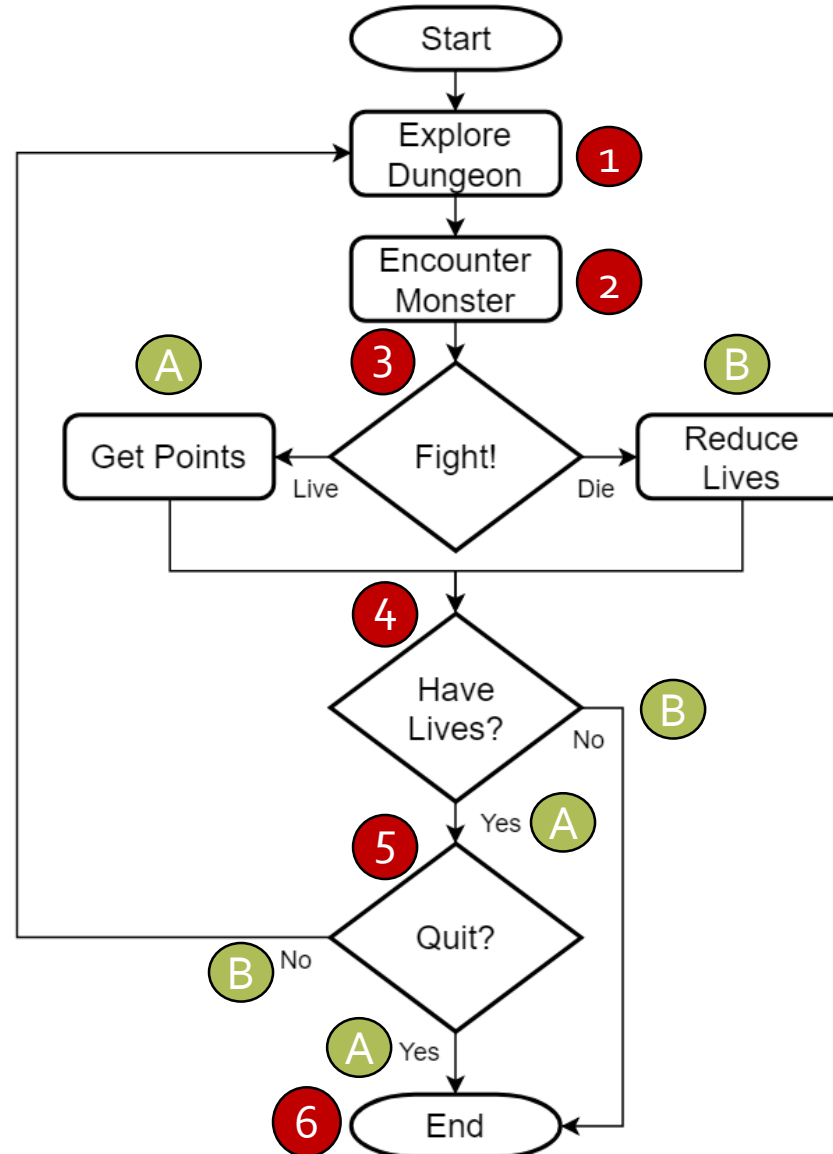 Start
Explore
Dungeon
1
Encounter
Monster
2
3
A
B
Get Points
Live
Fight!
Die
Reduce
Lives
4
Have
Lives?
No
B
Yes
A
5
Quit?
No
B
A
Yes
6
End